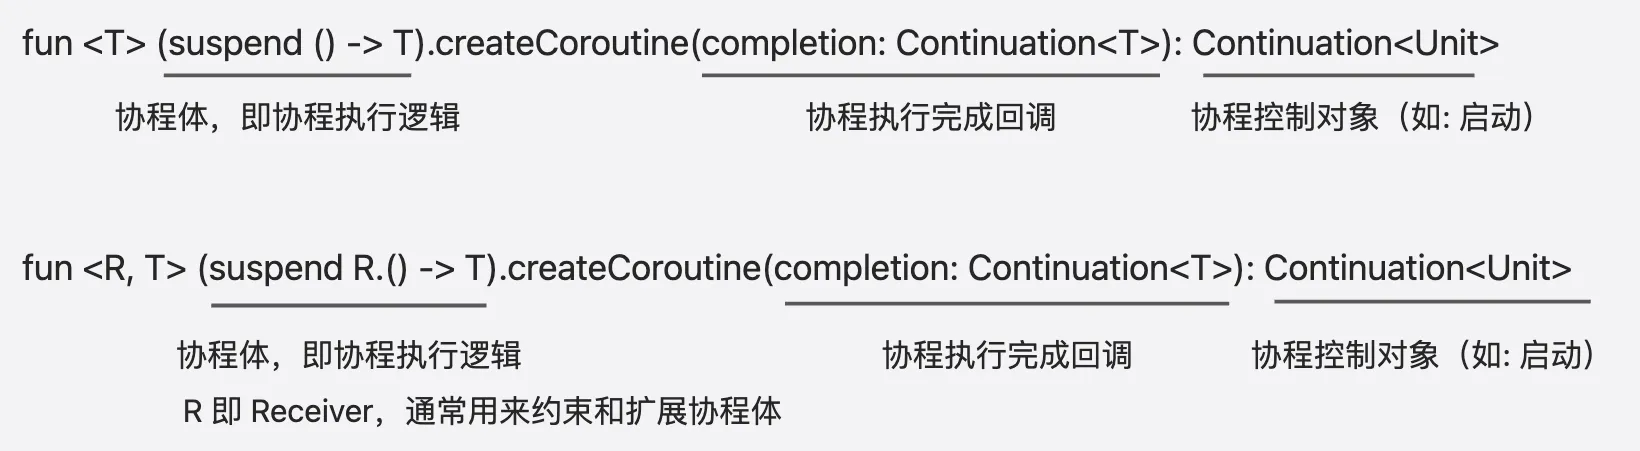 fun <T> (suspend () -> T).createCoroutine(completion: Continuation<T>): Continuation<Unit>
协程体，即协程执行逻辑 协程执行完成回调 协程控制对象（如: 启动）
fun <R, T> (suspend R.() -> T).createCoroutine(completion: Continuation<T>): Continuation<Unit>
协程体，即协程执行逻辑 协程执行完成回调 协程控制对象（如: 启动）
R 即 Receiver，通常用来约束和扩展协程体